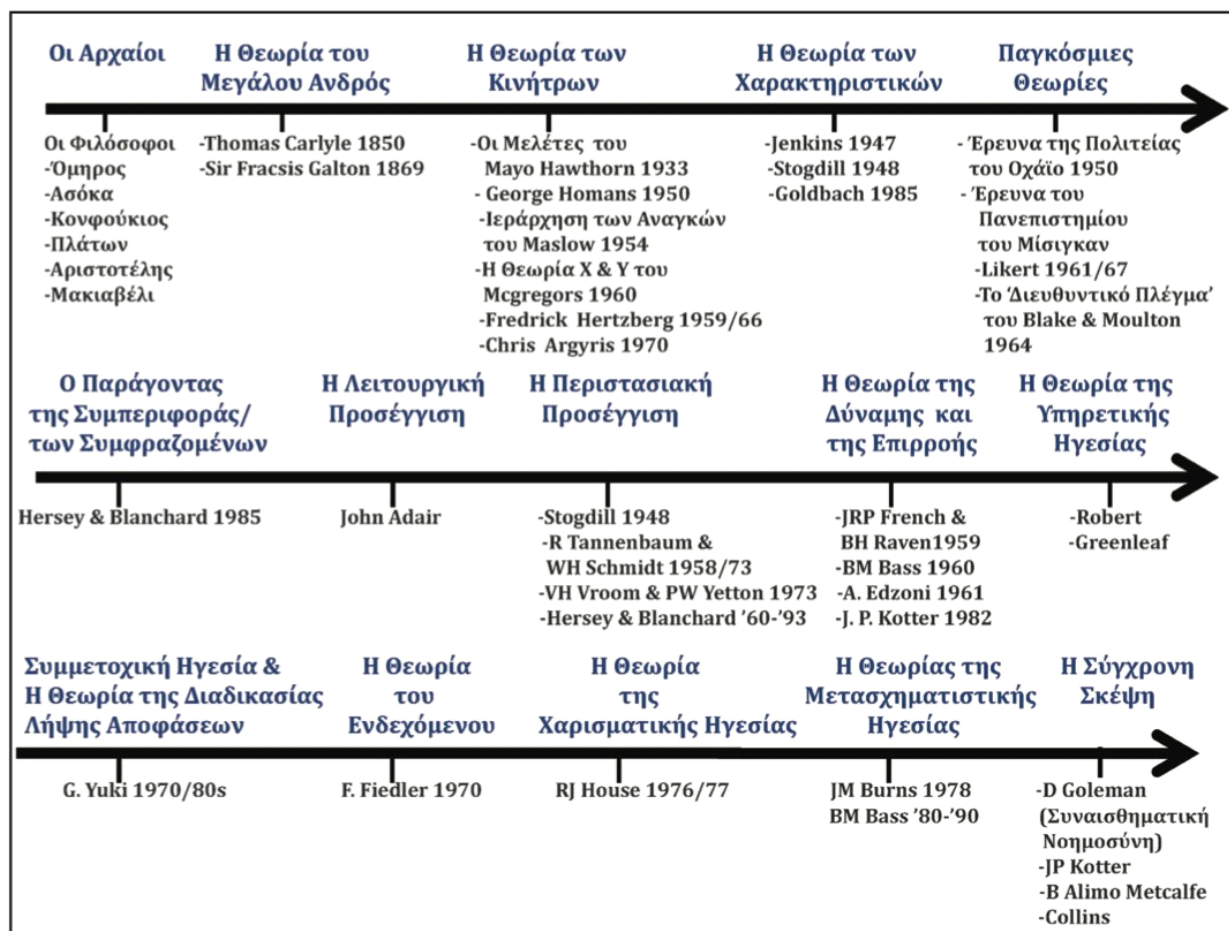 Οι Αρχαίοι
Η Θεωρία του
Μεγάλου Ανδρός
Η Θεωρία των
Κινήτρων
Η Θεωρία των
Χαρακτηριστικών
Παγκόσμιες
Θεωρίες
Οι Φιλόσοφοι
-Όμηρος
-Ασόκα
-Κονφούκιος
-Πλάτων
-Αριστοτέλης
-Μακιαβέλι
-Thomas Carlyle 1850
-Sir Fracsis Galton 1869
-Οι Μελέτες του
Mayo Hawthorn 1933
- George Homans 1950
-Ιεράρχηση των Αναγκών
του Maslow 1954
-Η Θεωρία Χ & Υ του
Mcgregors 1960
-Fredrick Hertzberg 1959/66
-Chris Argyris 1970
-Jenkins 1947
-Stogdill 1948
-Goldbach 1985
- Έρευνα της Πολιτείας
του Οχάϊο 1950
- Έρευνα του
Πανεπιστημίου
του Μίσιγκαν
-Likert 1961/67
-Το ‘Διευθυντικό Πλέγμα’
του Blake & Moulton
1964
Ο Παράγοντας
της Συμπεριφοράς/
των Συμφραζομένων
Η Λειτουργική
Προσέγγιση
Η Περιστασιακή
Προσέγγιση
Η Θεωρία της
Δύναμης και
της Επιρροής
Η Θεωρία της
Υπηρετικής
Ηγεσίας
Hersey & Blanchard 1985
John Adair
-Stogdill 1948
-R Tannenbaum &
WH Schmidt 1958/73
-VH Vroom & PW Yetton 1973
-Hersey & Blanchard ’60-’93
-JRP French &
BH Raven1959
-BM Bass 1960
-A. Edzoni 1961
-J. P. Kotter 1982
-Robert
-Greenleaf
Συμμετοχική Ηγεσία &
Η Θεωρία της Διαδικασίας
Λήψης Αποφάσεων
Η Θεωρία
του
Ενδεχόμενου
Η Θεωρία
της
Χαρισματικής Ηγεσίας
Η Θεωρίας της
Μετασχηματιστικής
Ηγεσίας
Η Σύγχρονη
Σκέψη
G. Yuki 1970/80s
F. Fiedler 1970
RJ House 1976/77
JM Burns 1978
BM Bass ’80-’90
-D Goleman
(Συναισθηματική
Νοημοσύνη)
-JP Kotter
-B Alimo Metcalfe
-Collins